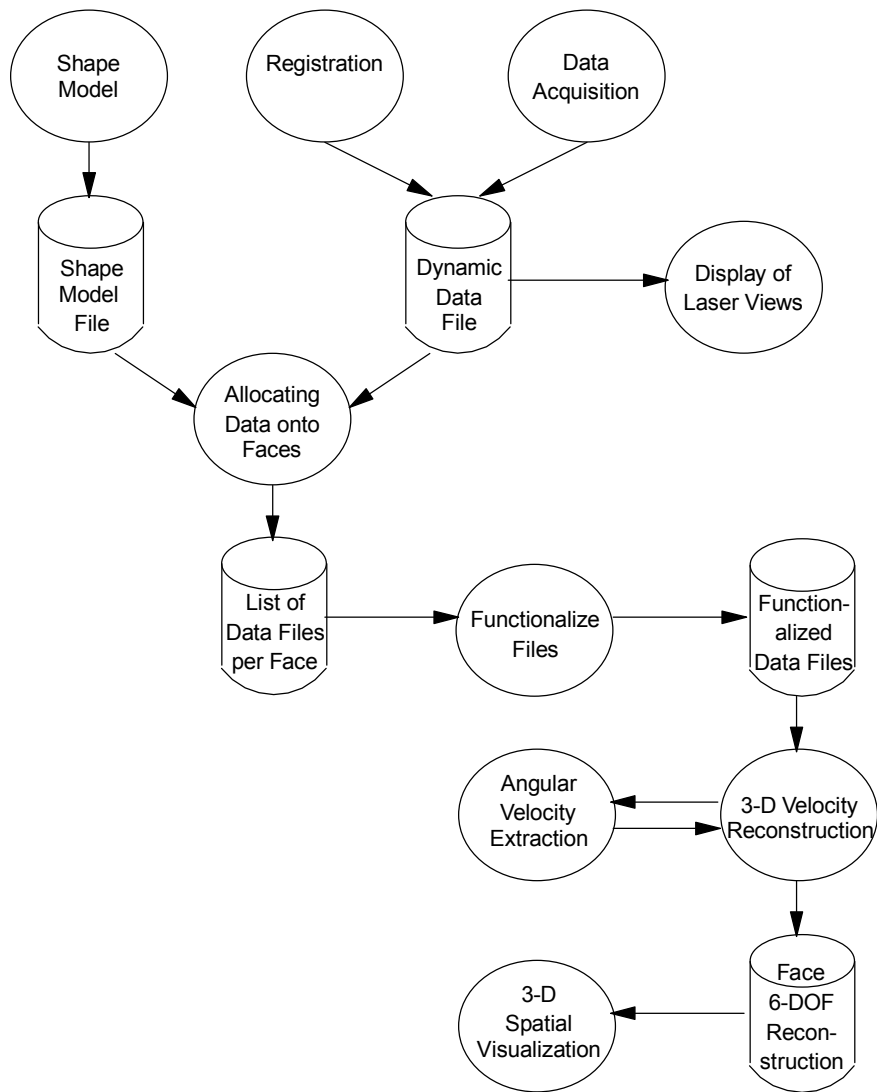 Shape
Model
Registration
Data
Acquisition
Shape
Model
File
Dynamic
Data
File
Display of
Laser Views
Allocating
Data onto
Faces
List of
Data Files
per Face
Functionalize
Files
Function-
alized
Data Files
Angular
Velocity
Extraction
3-D Velocity
Reconstruction
3-D
Spatial
Visualization
Face
6-DOF
Recon-
struction